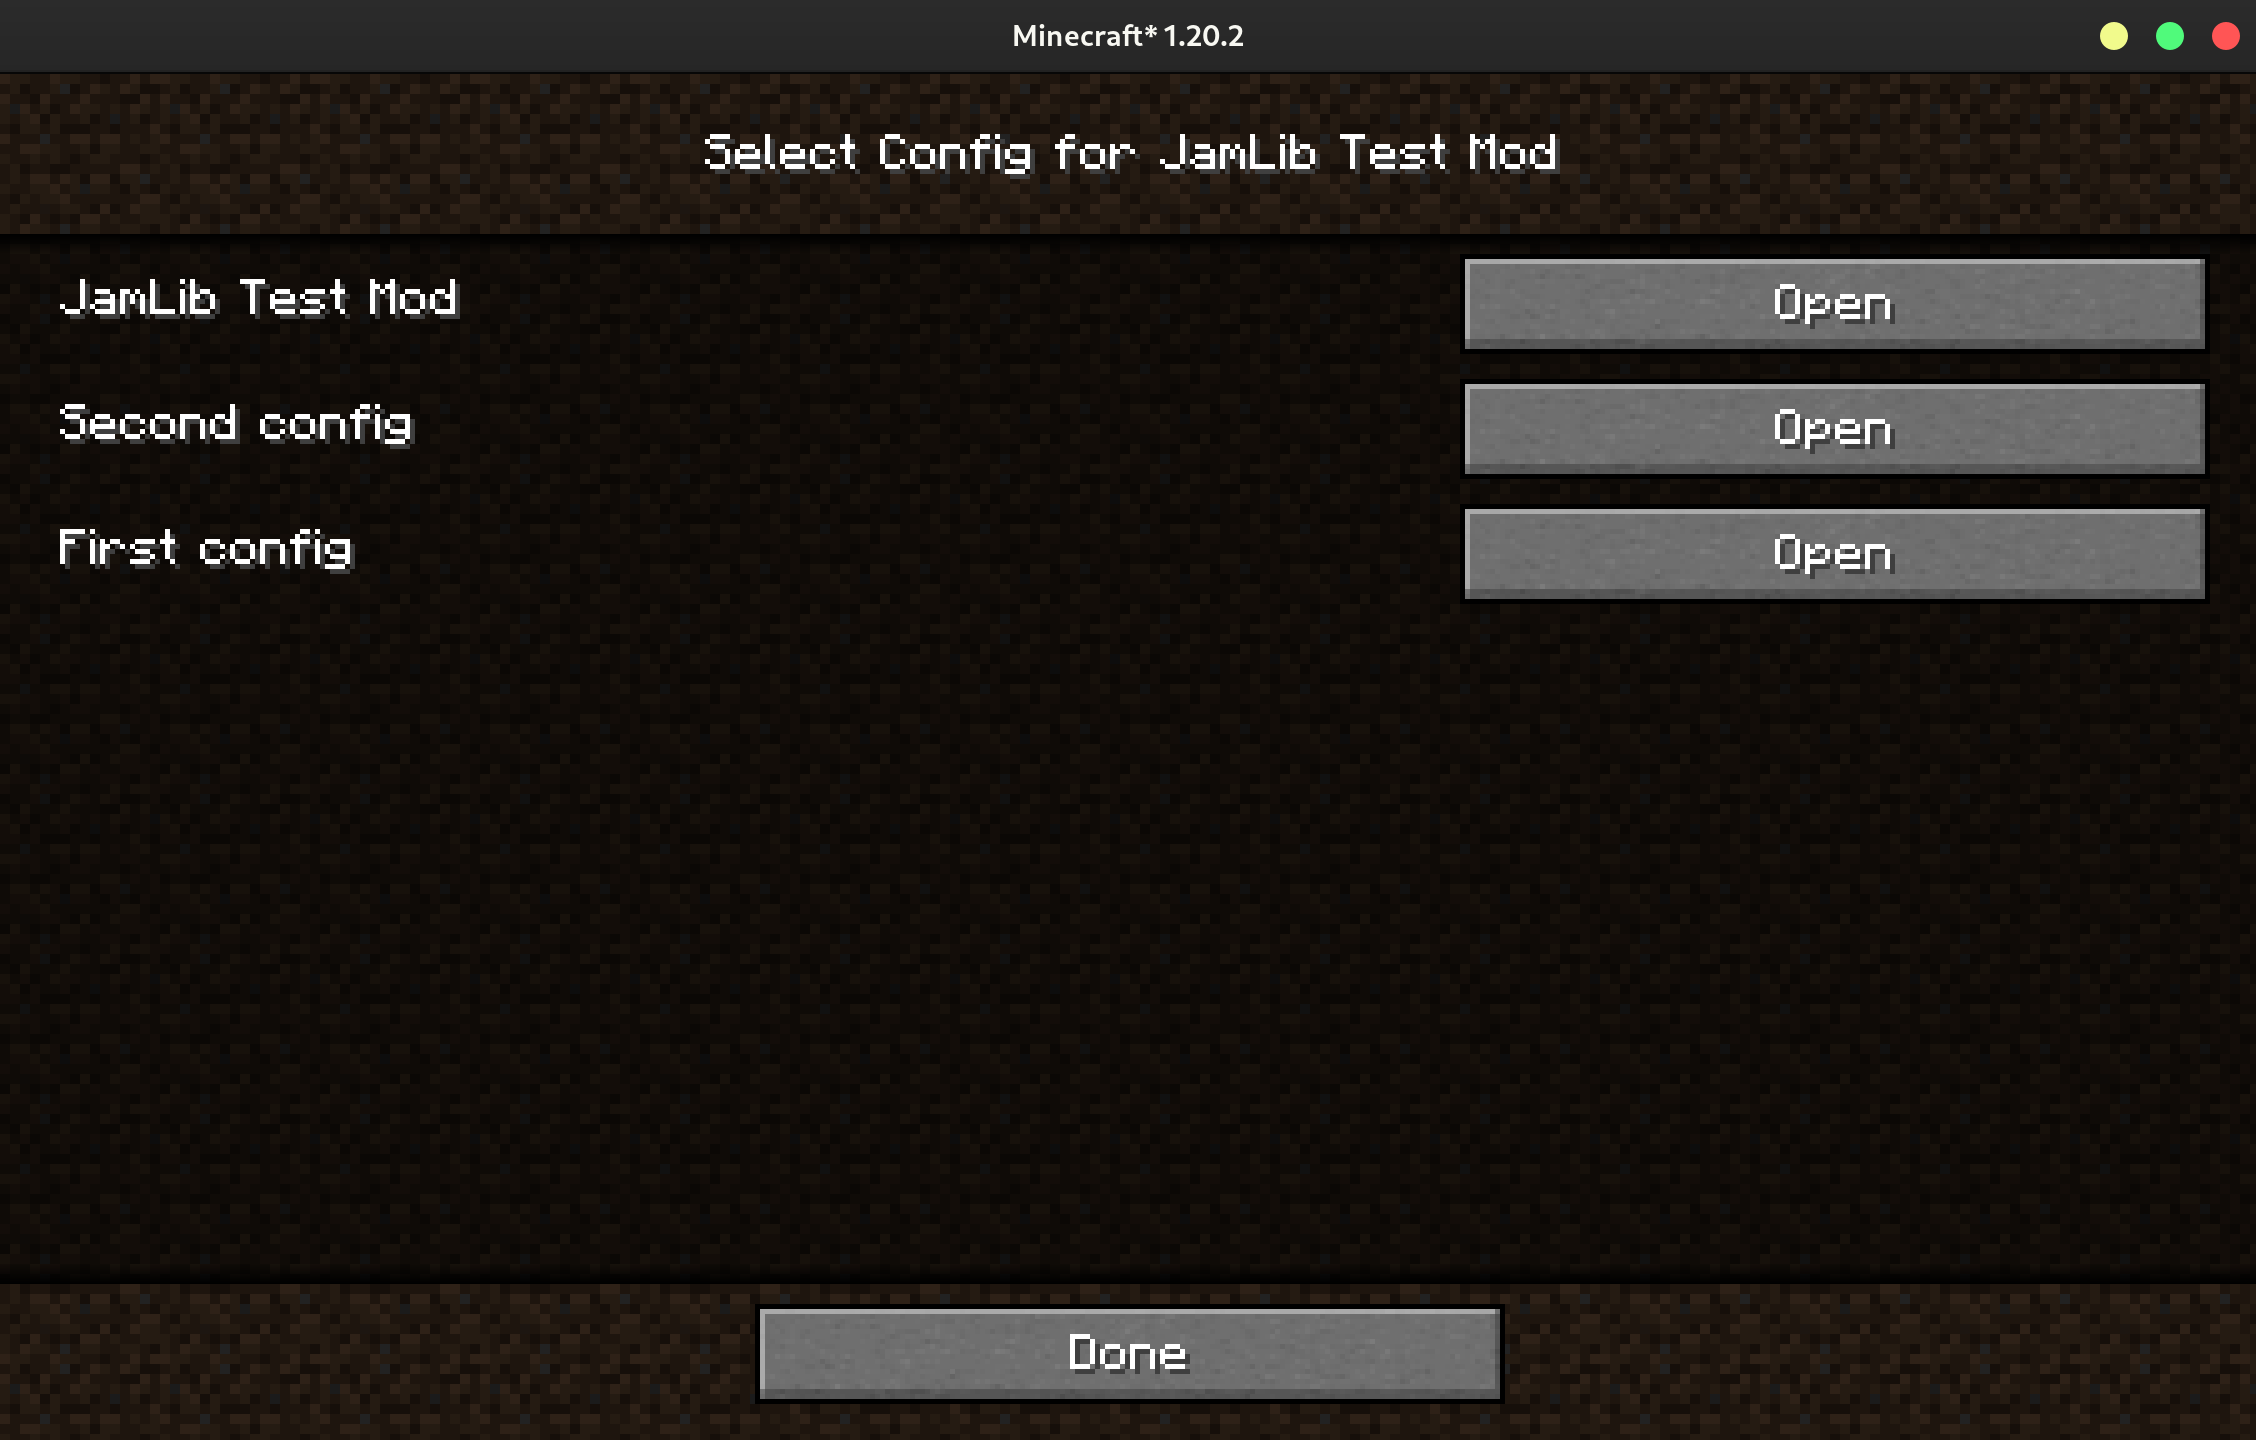 Minecraft* 1.20.2
Select Config for JamLib Test Mod
JamLib Test Mod Open
Second config Open
First config Open
Done